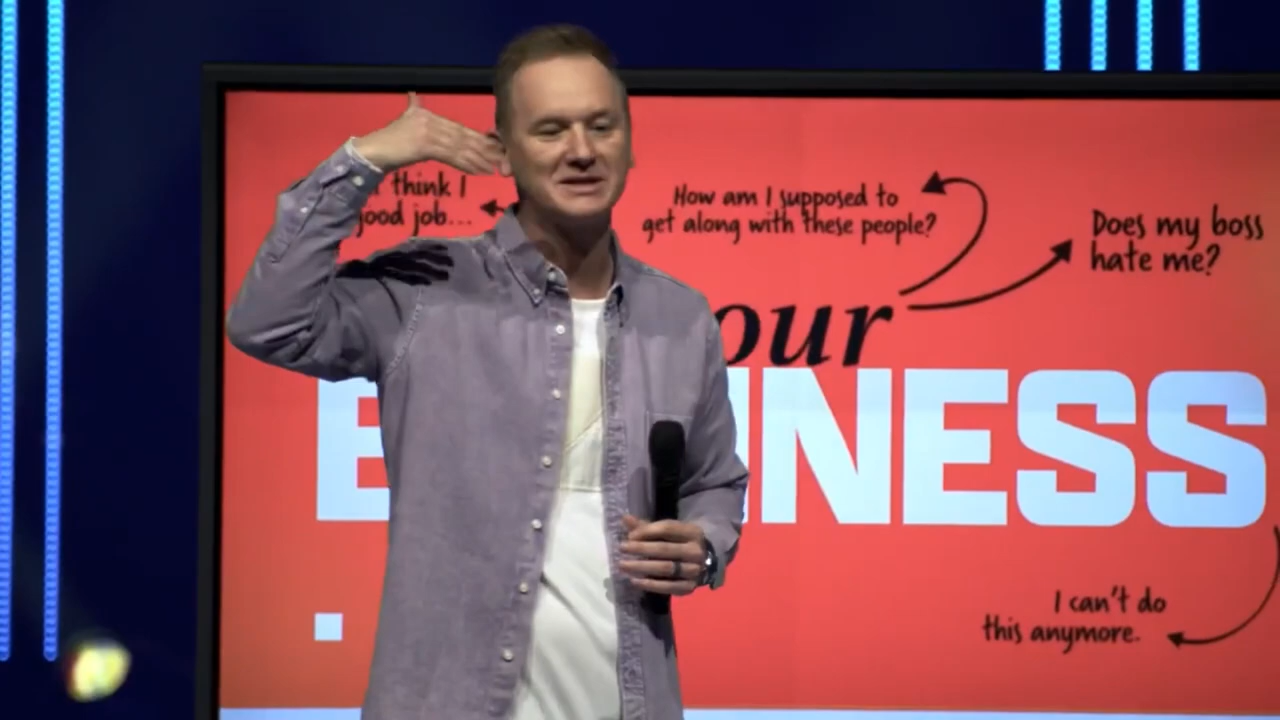 think I
good job...
How am I supposed to
get along with these people?
Does my boss
hate me?
our
B
INESS
I can't do
this anymore.